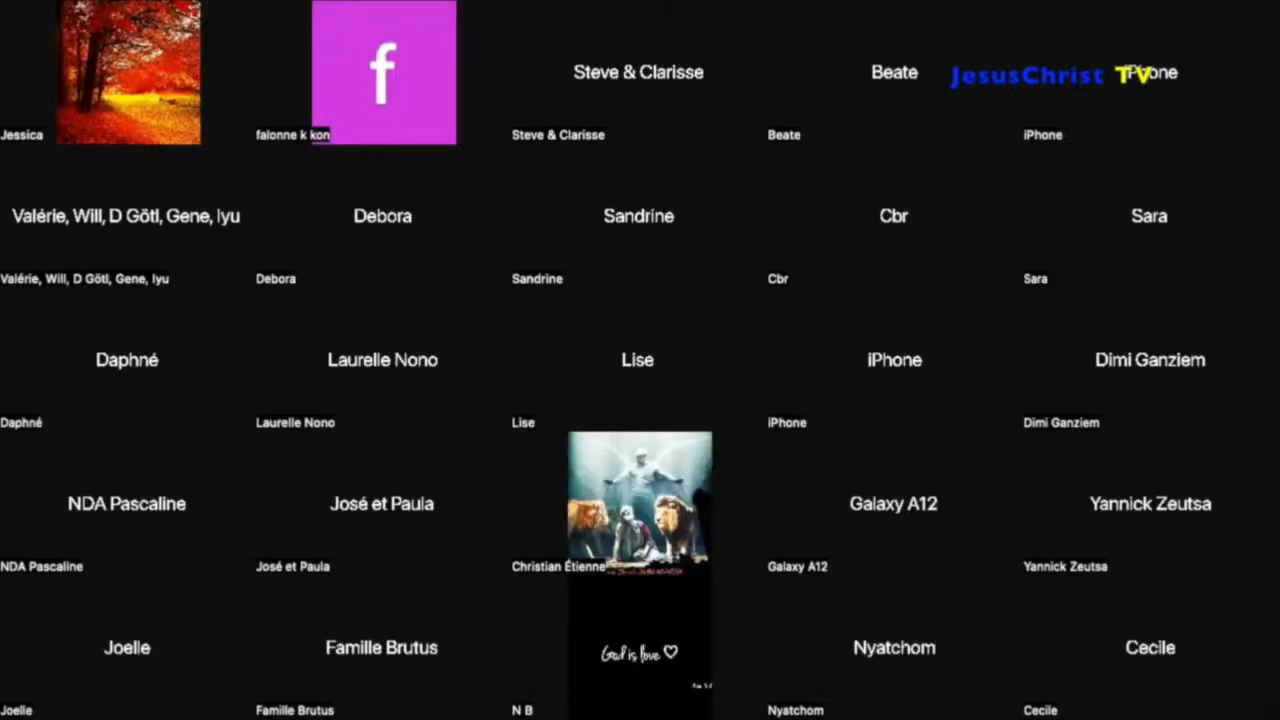 f
Steve & Clarisse
Beate
JesusChrist TV
iPhone
Jessica
falonne k kon
Steve & Clarisse
Beate
iPhone
Valérie, Will, D Götl, Gene, Iyu
Debora
Sandrine
Cbr
Sara
Valérie, Will, D Götl, Gene, Iyu
Debora
Sandrine
Cbr
Sara
Daphné
Laurelle Nono
Lise
iPhone
Dimi Ganziem
Daphné
Laurelle Nono
Lise
iPhone
Dimi Ganziem
NDA Pascaline
José et Paula
Galaxy A12
Yannick Zeutsa
NDA Pascaline
José et Paula
Christian Étienne
Galaxy A12
Yannick Zeutsa
Joelle
Famille Brutus
God is love ♡
Nyatchom
Cecile
Joelle
Famille Brutus
N B
Nyatchom
Cecile